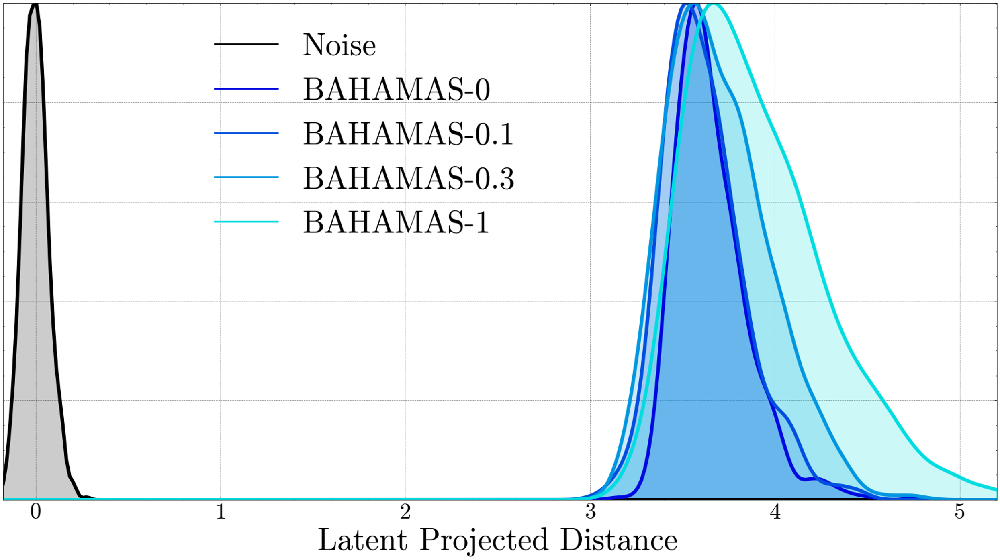 Noise
BAHAMAS-0
BAHAMAS-0.1
BAHAMAS-0.3
BAHAMAS-1
0 1 2 3 4 5
Latent Projected Distance